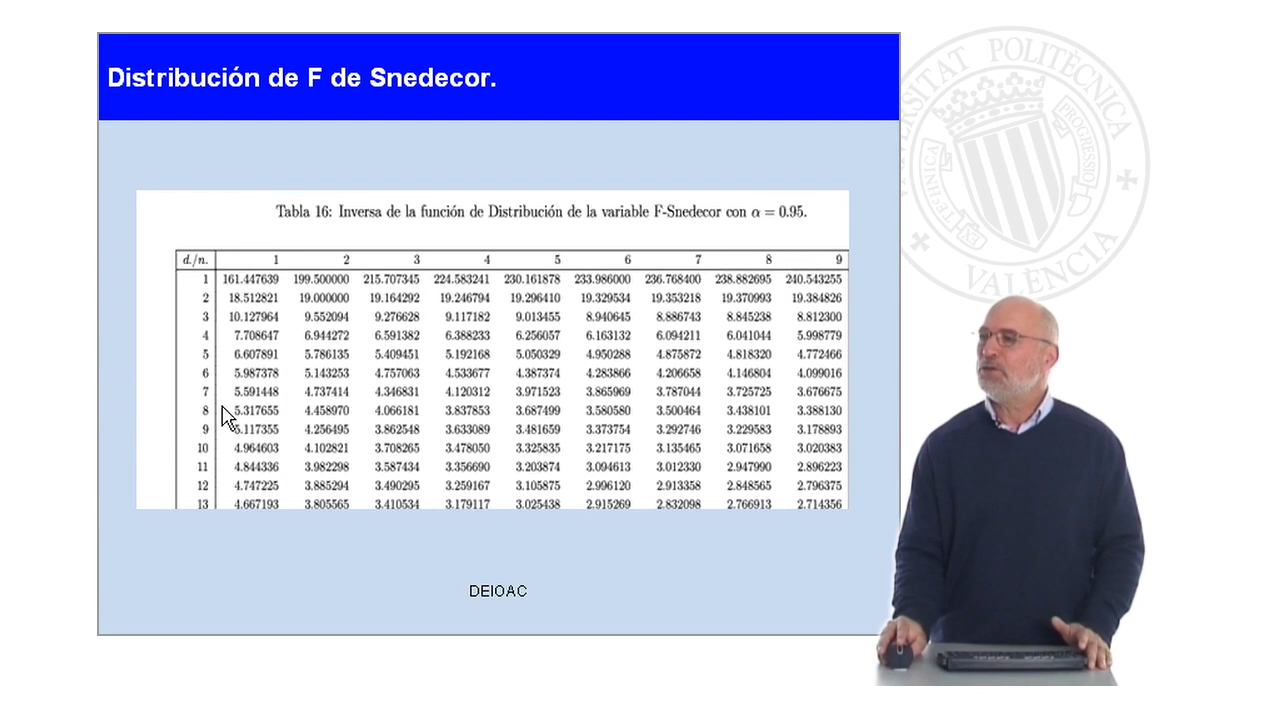 Distribución de F de Snedecor.
Tabla 16: Inversa de la función de Distribución de la variable F-Snedecor con α = 0.95.
d./n. 1 2 3 4 5 6 7 8 9
1 161.447639 199.500000 215.707345 224.583241 230.161878 233.986000 236.768400 238.882695 240.543255
2 18.512821 19.000000 19.164292 19.246794 19.296410 19.329534 19.353218 19.370993 19.384826
3 10.127964 9.552094 9.276628 9.117182 9.013455 8.940645 8.886743 8.845238 8.812300
4 7.708647 6.944272 6.591382 6.388233 6.256057 6.163132 6.094211 6.041044 5.998779
5 6.607891 5.786135 5.409451 5.192168 5.050329 4.950288 4.875872 4.818320 4.772466
6 5.987378 5.143253 4.757063 4.533677 4.387374 4.283866 4.206658 4.146804 4.099016
7 5.591448 4.737414 4.346831 4.120312 3.971523 3.865969 3.787044 3.725725 3.676675
8 5.317655 4.458970 4.066181 3.837853 3.687499 3.580580 3.500464 3.438101 3.388130
9 5.117355 4.256495 3.862548 3.633089 3.481659 3.373754 3.292746 3.229583 3.178893
10 4.964603 4.102821 3.708265 3.478050 3.325835 3.217175 3.135465 3.071658 3.020383
11 4.844336 3.982298 3.587434 3.356690 3.203874 3.094613 3.012330 2.947990 2.896223
12 4.747225 3.885294 3.490295 3.259167 3.105875 2.996120 2.913358 2.848565 2.796375
13 4.667193 3.805565 3.410534 3.179117 3.025438 2.915269 2.832098 2.766913 2.714356
DEIOAC
POLITÈCNICA
VALÈNCIA
TECHNICA
PROGRESSIO